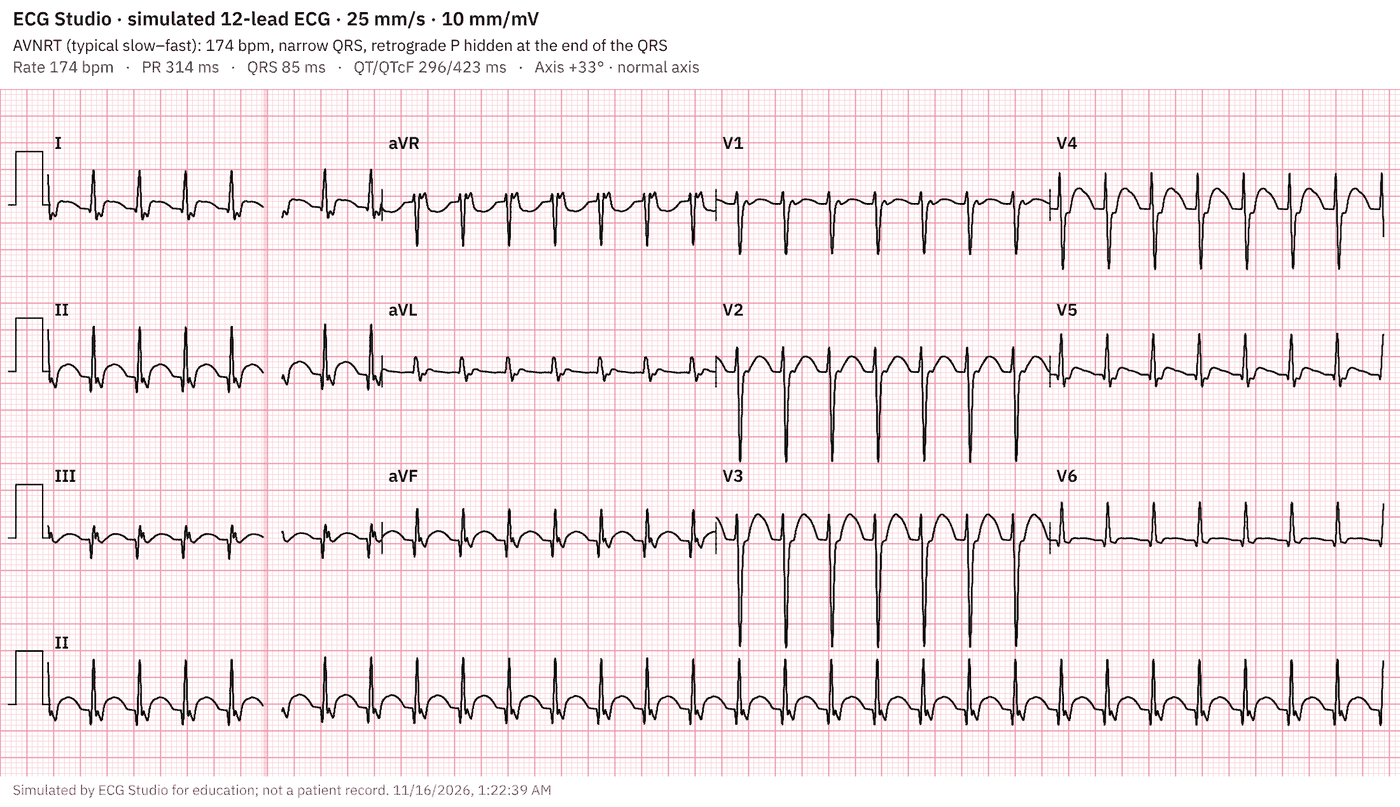 ECG Studio · simulated 12-lead ECG · 25 mm/s · 10 mm/mV
AVNRT (typical slow–fast): 174 bpm, narrow QRS, retrograde P hidden at the end of the QRS
Rate 174 bpm · PR 314 ms · QRS 85 ms · QT/QTcF 296/423 ms · Axis +33° · normal axis
I aVR V1 V4
II aVL V2 V5
III aVF V3 V6
II
Simulated by ECG Studio for education; not a patient record. 11/16/2026, 1:22:39 AM